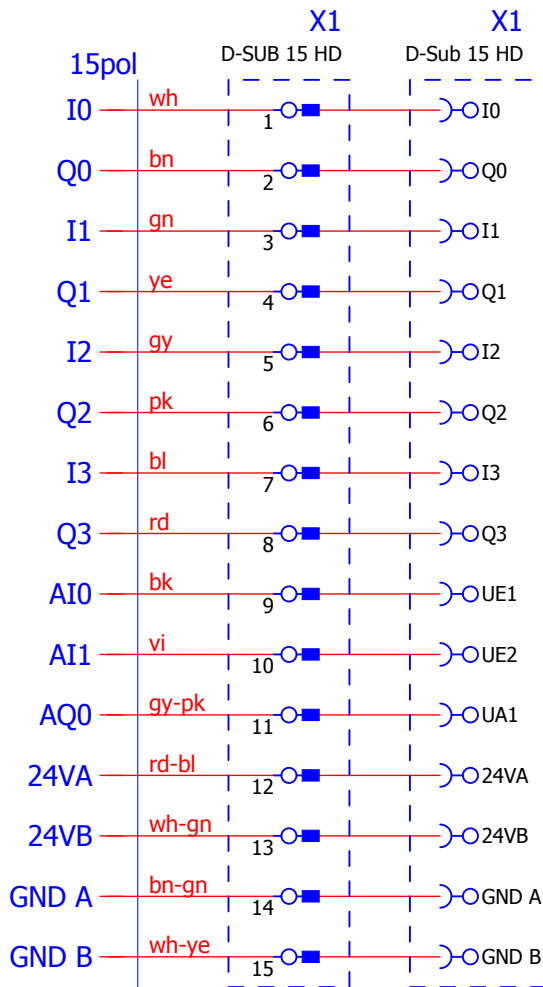 X1 X1
D-SUB 15 HD D-Sub 15 HD
15pol
I0 wh 1 I0
Q0 bn 2 Q0
I1 gn 3 I1
Q1 ye 4 Q1
I2 gy 5 I2
Q2 pk 6 Q2
I3 bl 7 I3
Q3 rd 8 Q3
AI0 bk 9 UE1
AI1 vi 10 UE2
AQ0 gy-pk 11 UA1
24VA rd-bl 12 24VA
24VB wh-gn 13 24VB
GND A bn-gn 14 GND A
GND B wh-ye 15 GND B